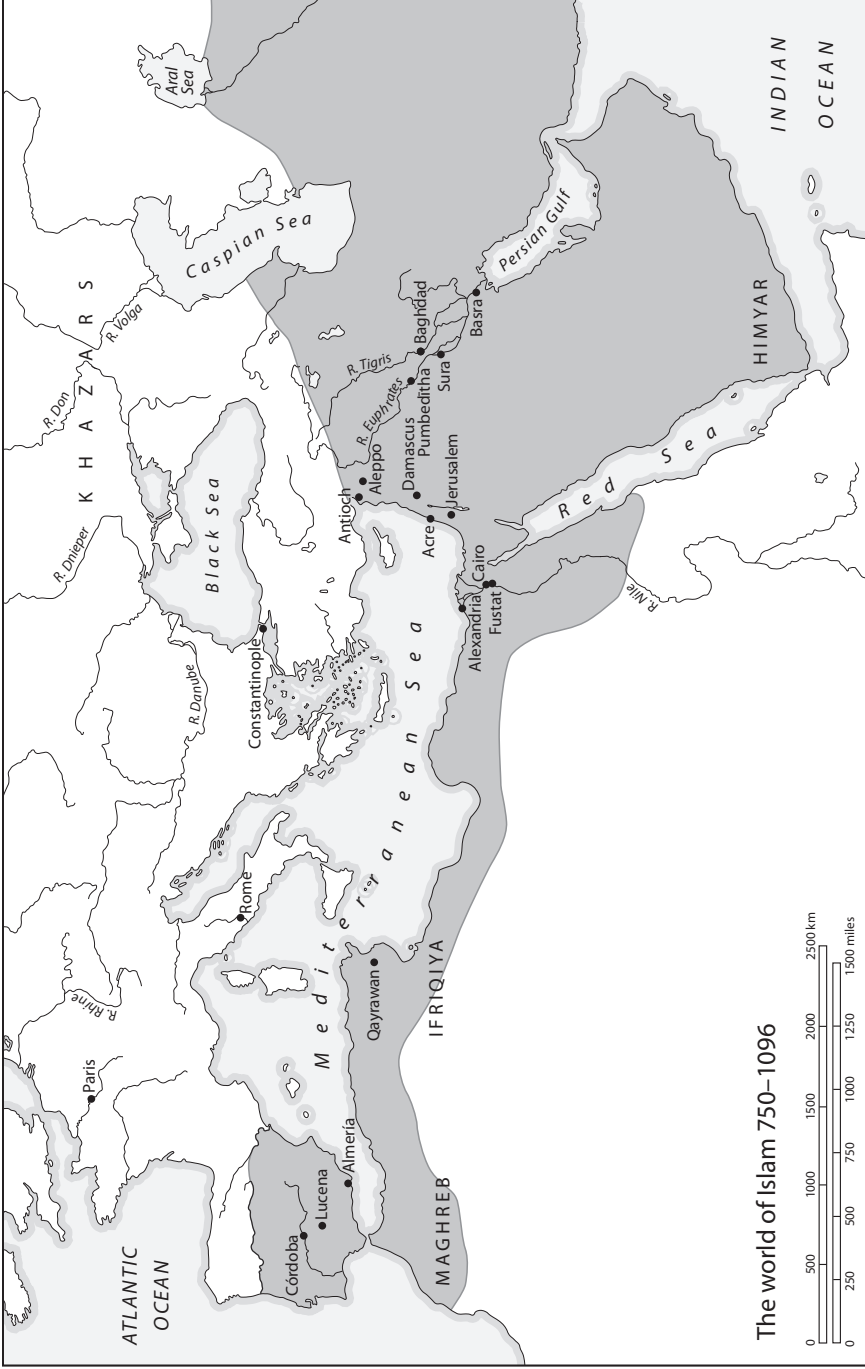 ATLANTIC
OCEAN
Paris
R. Rhine
R. Danube
R. Dnieper
R. Don
R. Volga
KHAZARS
Aral
Sea
Caspian Sea
Black Sea
Constantinople
Rome
Mediterranean Sea
Córdoba
Lucena
Almería
MAGHREB
Qayrawan
IFRIQIYA
Antioch
Aleppo
R. Euphrates
R. Tigris
Damascus
Pumbeditha
Baghdad
Sura
Basra
Acre
Jerusalem
Alexandria
Cairo
Fustat
R. Nile
Red Sea
Persian Gulf
HIMYAR
INDIAN
OCEAN
The world of Islam 750–1096
0 500 1000 1500 2000 2500 km
0 250 500 750 1000 1250 1500 miles